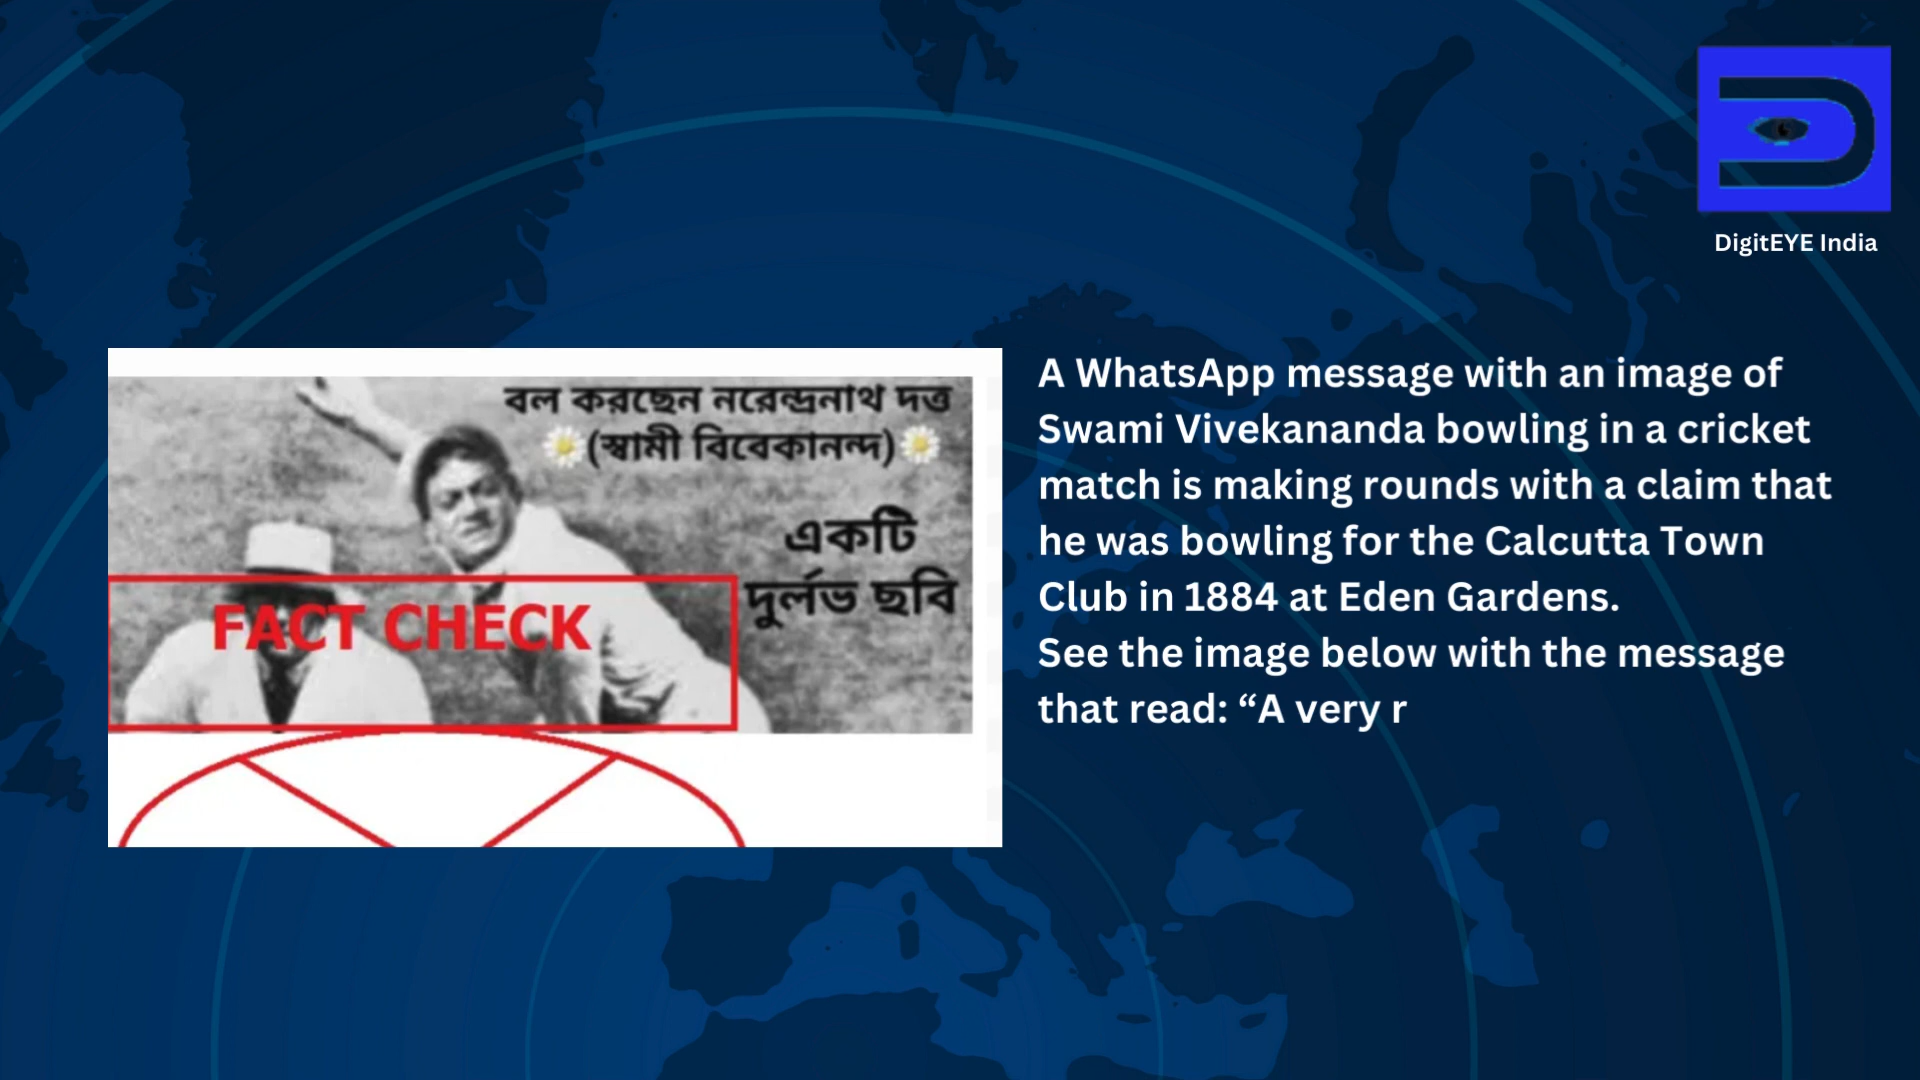 DigitEYE India
বল করছেন নরেন্দ্রনাথ দত্ত
(স্বামী বিবেকানন্দ)
একটি
দুর্লভ ছবি
FACT CHECK
A WhatsApp message with an image of
Swami Vivekananda bowling in a cricket
match is making rounds with a claim that
he was bowling for the Calcutta Town
Club in 1884 at Eden Gardens.
See the image below with the message
that read: “A very r